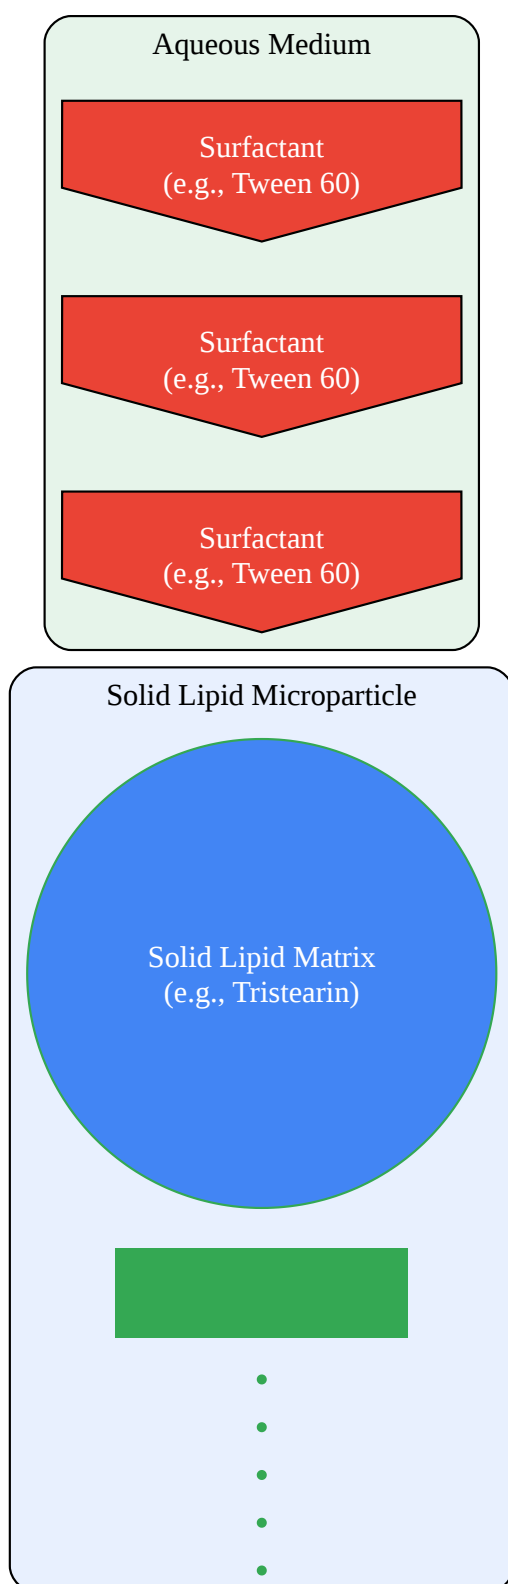 Aqueous Medium
Surfactant
(e.g., Tween 60)
Surfactant
(e.g., Tween 60)
Surfactant
(e.g., Tween 60)
Solid Lipid Microparticle
Solid Lipid Matrix
(e.g., Tristearin)